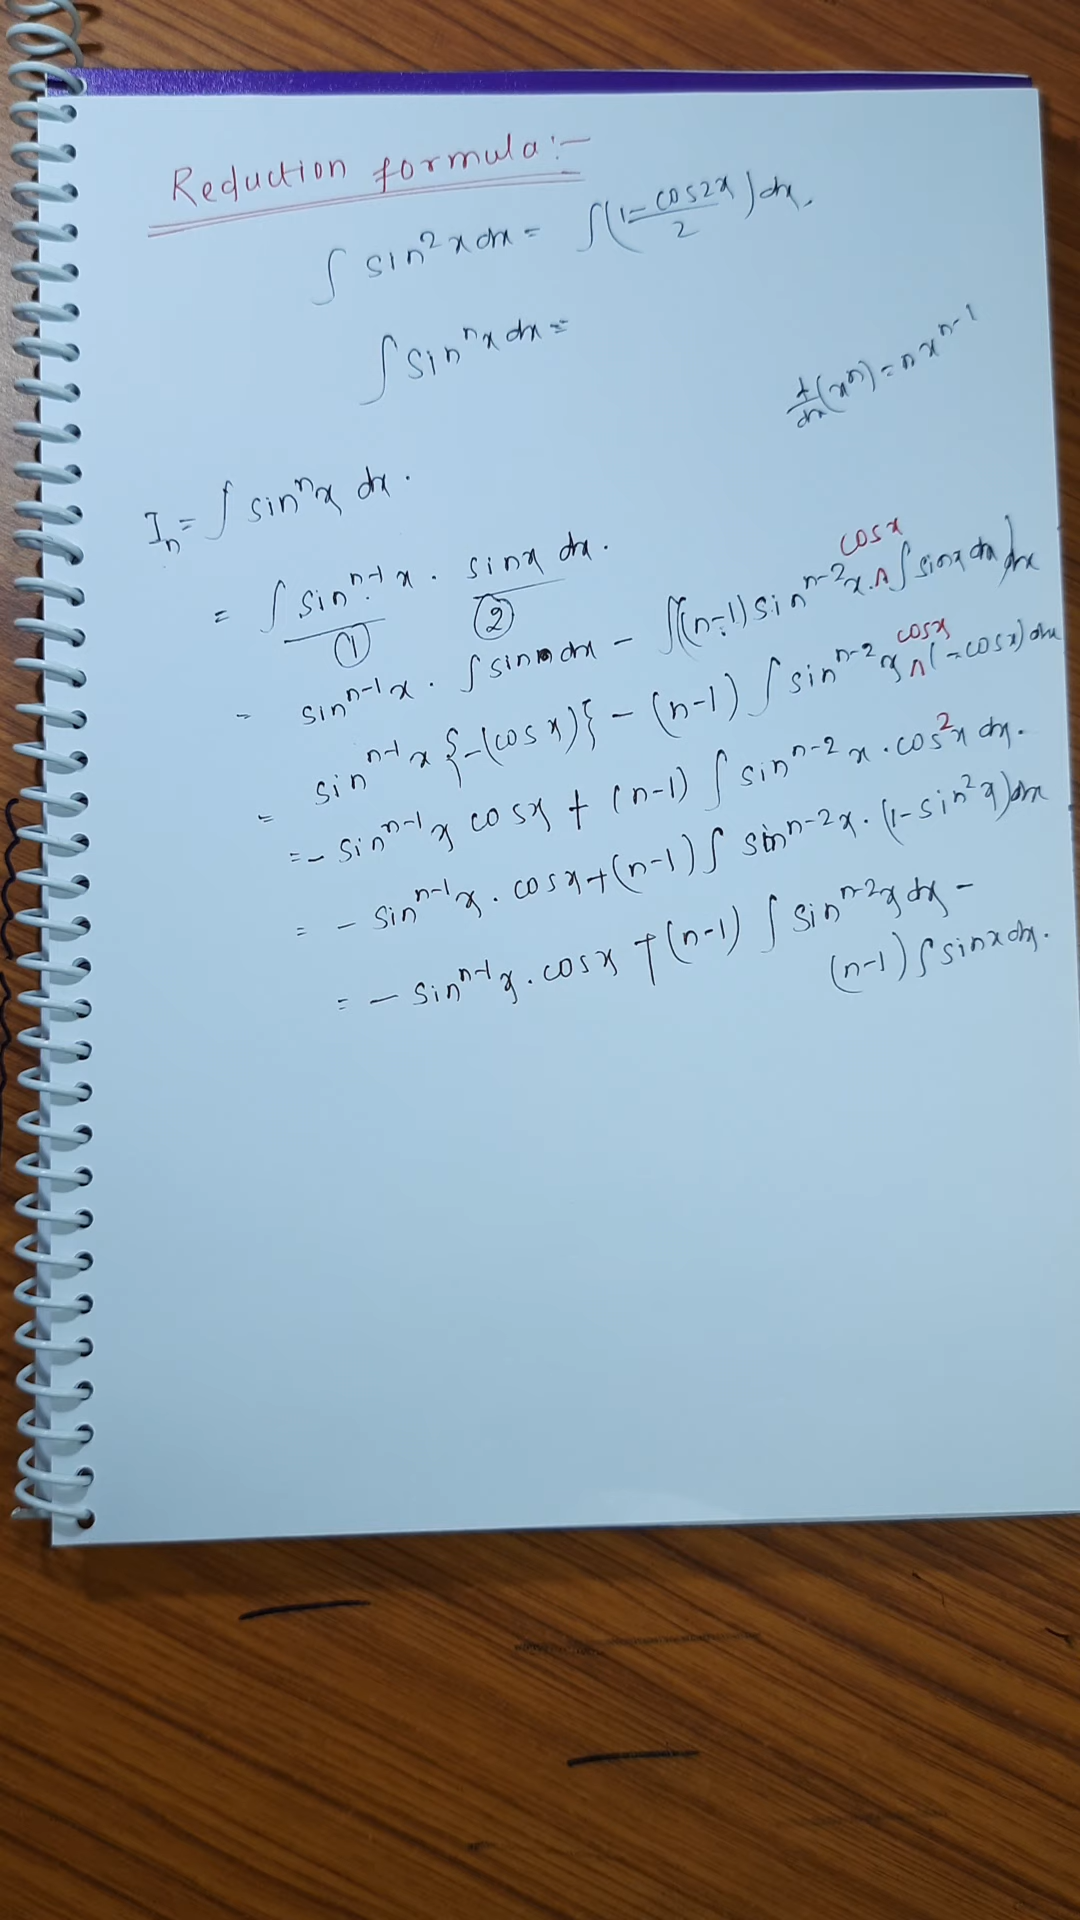 Reduction formula:-
∫ sin²x dx = ∫(1-cos2x/2)dx.
∫ sinⁿx dx =
d/dx(xⁿ) = n xⁿ⁻¹
Iₙ = ∫ sinⁿx dx.
= ∫ sinⁿ⁻¹x . sinx dx.
① ②
= sinⁿ⁻¹x . ∫ sinx dx - ∫((n-1) sinⁿ⁻²x . cosx ∫ sinx dx)dx
= sinⁿ⁻¹x {-(cosx)} - (n-1) ∫ sinⁿ⁻²x cosx (-cosx) dx
= - sinⁿ⁻¹x cosx + (n-1) ∫ sinⁿ⁻²x . cos²x dx.
= - sinⁿ⁻¹x . cosx + (n-1) ∫ sinⁿ⁻²x . (1-sin²x)dx
= - sinⁿ⁻¹x . cosx + (n-1) ∫ sinⁿ⁻²x dx -
(n-1) ∫ sinx dx.